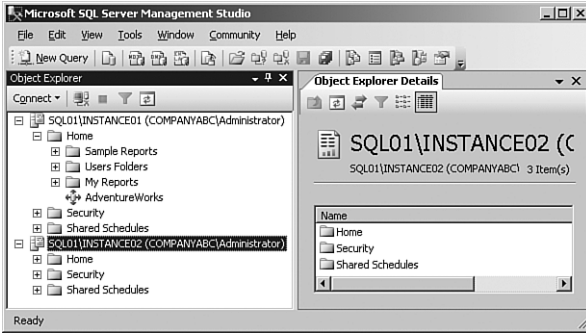 Microsoft SQL Server Management Studio
File Edit View Tools Window Community Help
New Query
Object Explorer
Connect
SQL01\INSTANCE01 (COMPANYABC\Administrator)
Home
Sample Reports
Users Folders
My Reports
AdventureWorks
Security
Shared Schedules
SQL01\INSTANCE02 (COMPANYABC\Administrator)
Home
Security
Shared Schedules
Object Explorer Details
SQL01\INSTANCE02 (C
SQL01\INSTANCE02 (COMPANYABC\ 3 Item(s)
Name
Home
Security
Shared Schedules
Ready